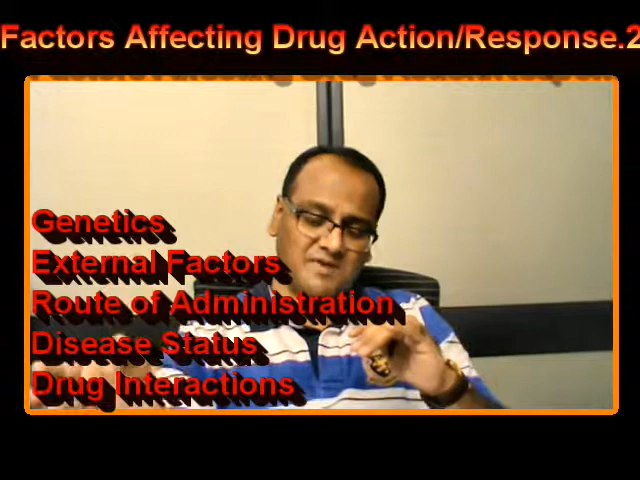 Factors Affecting Drug Action/Response.2
Genetics
External Factors
Route of Administration
Disease Status
Drug Interactions